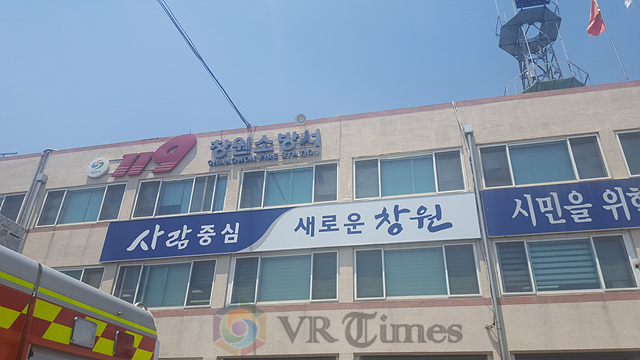 119
창원소방서
CHANGWON FIRE STATION
사람중심 새로운 창원
시민을 위한
VR Times